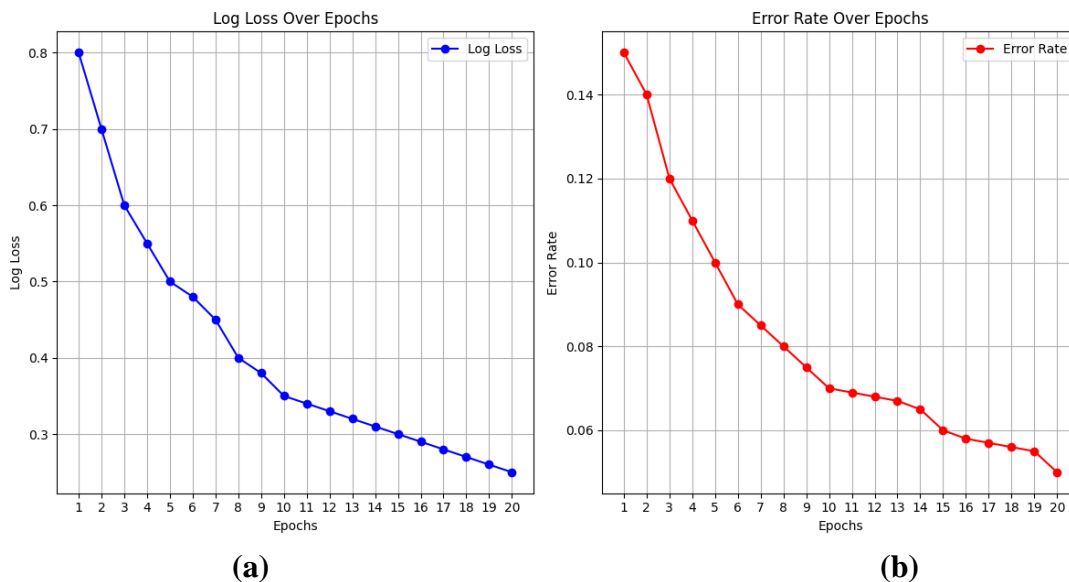 Log Loss Over Epochs
Log Loss
0.8
0.7
0.6
0.5
0.4
0.3
Log Loss
1 2 3 4 5 6 7 8 9 10 11 12 13 14 15 16 17 18 19 20
Epochs
(a)
Error Rate Over Epochs
Error Rate
0.14
0.12
0.10
0.08
0.06
Error Rate
1 2 3 4 5 6 7 8 9 10 11 12 13 14 15 16 17 18 19 20
Epochs
(b)